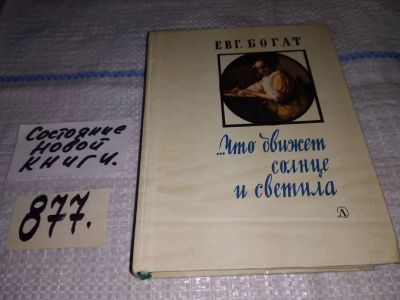 ЕВГ. БОГАТ
...Что движет
солнце
и светила
Д
Состояние
новой
книги.
877.